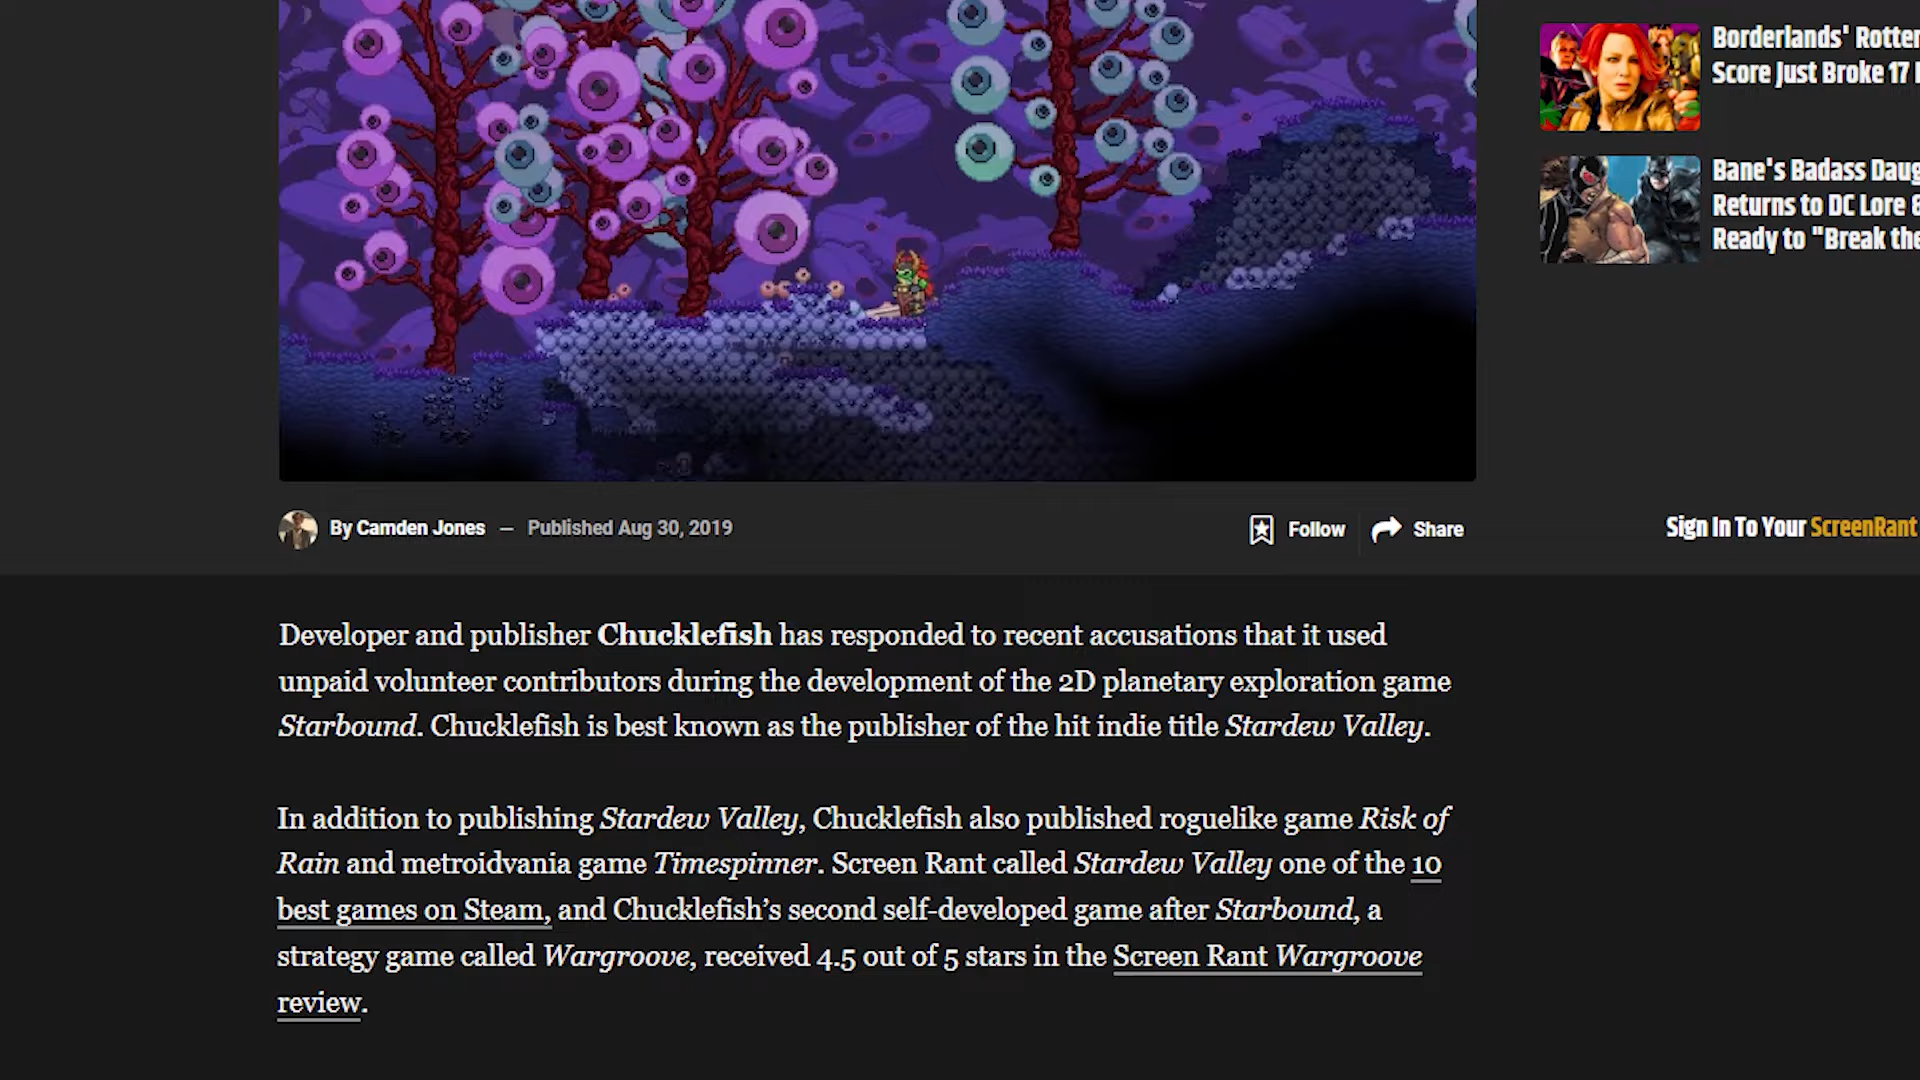 Borderlands' Rotten
Score Just Broke 17
Bane's Badass Daug
Returns to DC Lore &
Ready to "Break the
By Camden Jones — Published Aug 30, 2019
Follow
Share
Sign In To Your ScreenRant
Developer and publisher Chucklefish has responded to recent accusations that it used
unpaid volunteer contributors during the development of the 2D planetary exploration game
Starbound. Chucklefish is best known as the publisher of the hit indie title Stardew Valley.
In addition to publishing Stardew Valley, Chucklefish also published roguelike game Risk of
Rain and metroidvania game Timespinner. Screen Rant called Stardew Valley one of the 10
best games on Steam, and Chucklefish’s second self-developed game after Starbound, a
strategy game called Wargroove, received 4.5 out of 5 stars in the Screen Rant Wargroove
review.